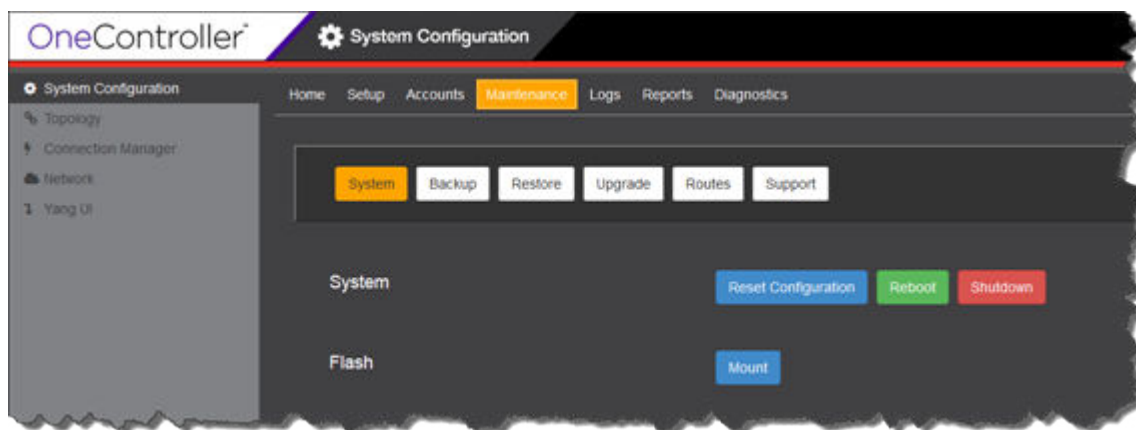 OneController™
System Configuration
System Configuration
Topology
Connection Manager
Network
Yang UI
Home Setup Accounts Maintenance Logs Reports Diagnostics
System Backup Restore Upgrade Routes Support
System Reset Configuration Reboot Shutdown
Flash Mount